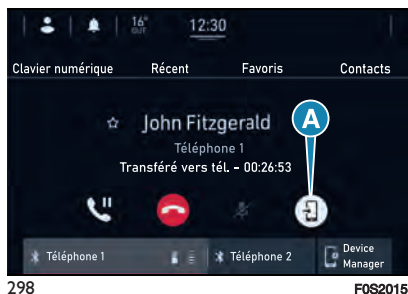 16° OUT 12:30
Clavier numérique Récent Favoris Contacts
John Fitzgerald
A
Téléphone 1
Transféré vers tél. - 00:26:53
Téléphone 1 Téléphone 2 Device Manager
298 F0S2015